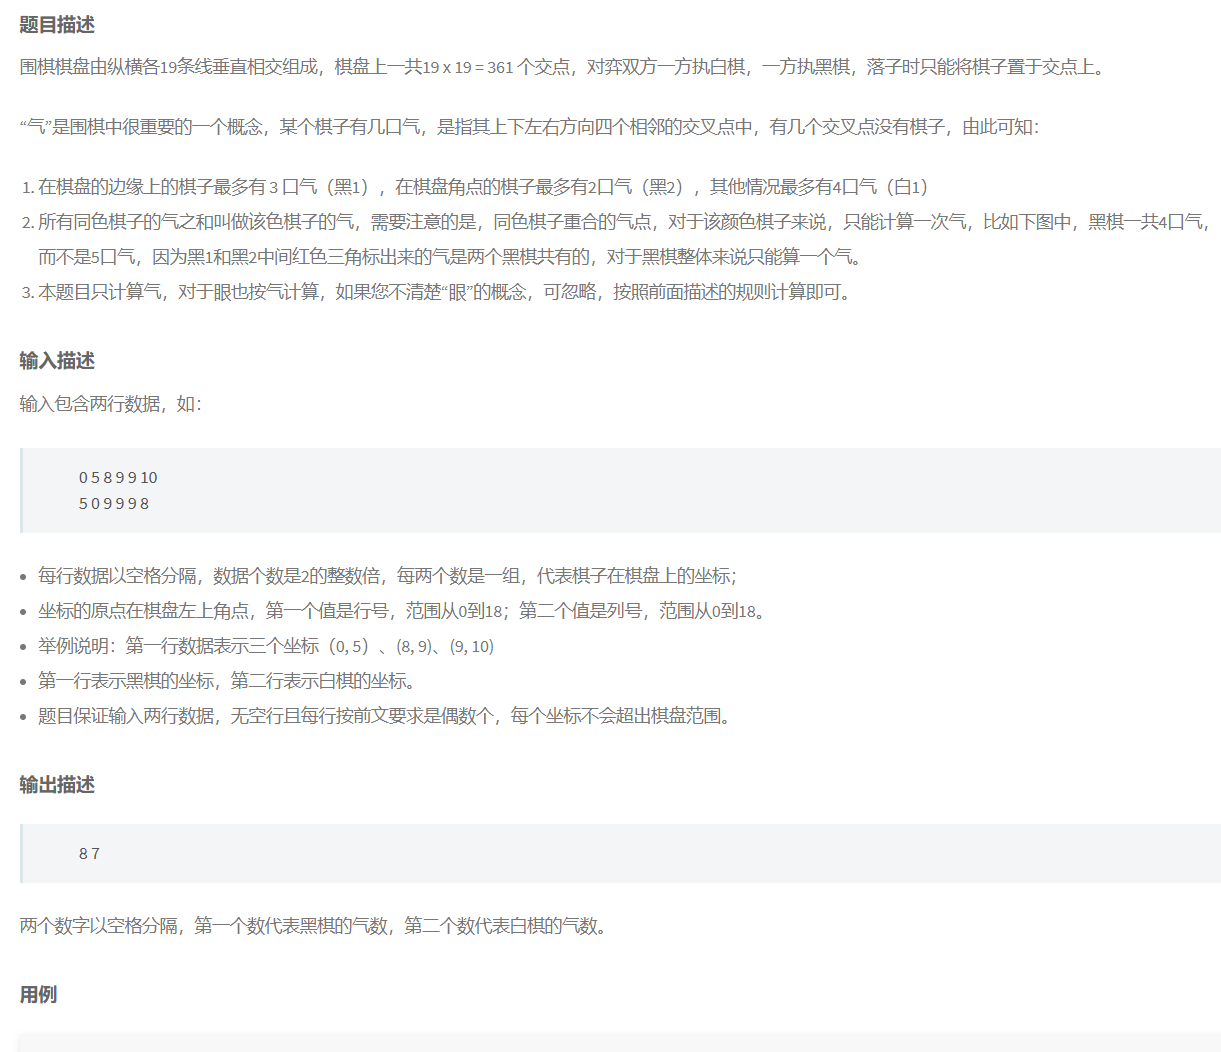 题目描述
围棋棋盘由纵横各19条线垂直相交组成，棋盘上一共19 x 19 = 361 个交点，对弈双方一方执白棋，一方执黑棋，落子时只能将棋子置于交点上。
“气”是围棋中很重要的一个概念，某个棋子有几口气，是指其上下左右方向四个相邻的交叉点中，有几个交叉点没有棋子，由此可知：
1. 在棋盘的边缘上的棋子最多有 3 口气（黑1），在棋盘角点的棋子最多有2口气（黑2），其他情况最多有4口气（白1）
2. 所有同色棋子的气之和叫做该色棋子的气，需要注意的是，同色棋子重合的气点，对于该颜色棋子来说，只能计算一次气，比如下图中，黑棋一共4口气，
而不是5口气，因为黑1和黑2中间红色三角标出来的气是两个黑棋共有的，对于黑棋整体来说只能算一个气。
3. 本题目只计算气，对于眼也按气计算，如果您不清楚“眼”的概念，可忽略，按照前面描述的规则计算即可。
输入描述
输入包含两行数据，如：
0 5 8 9 9 10
5 0 9 9 9 8
• 每行数据以空格分隔，数据个数是2的整数倍，每两个数是一组，代表棋子在棋盘上的坐标；
• 坐标的原点在棋盘左上角点，第一个值是行号，范围从0到18；第二个值是列号，范围从0到18。
• 举例说明：第一行数据表示三个坐标（0, 5）、(8, 9)、(9, 10)
• 第一行表示黑棋的坐标，第二行表示白棋的坐标。
• 题目保证输入两行数据，无空行且每行按前文要求是偶数个，每个坐标不会超出棋盘范围。
输出描述
8 7
两个数字以空格分隔，第一个数代表黑棋的气数，第二个数代表白棋的气数。
用例